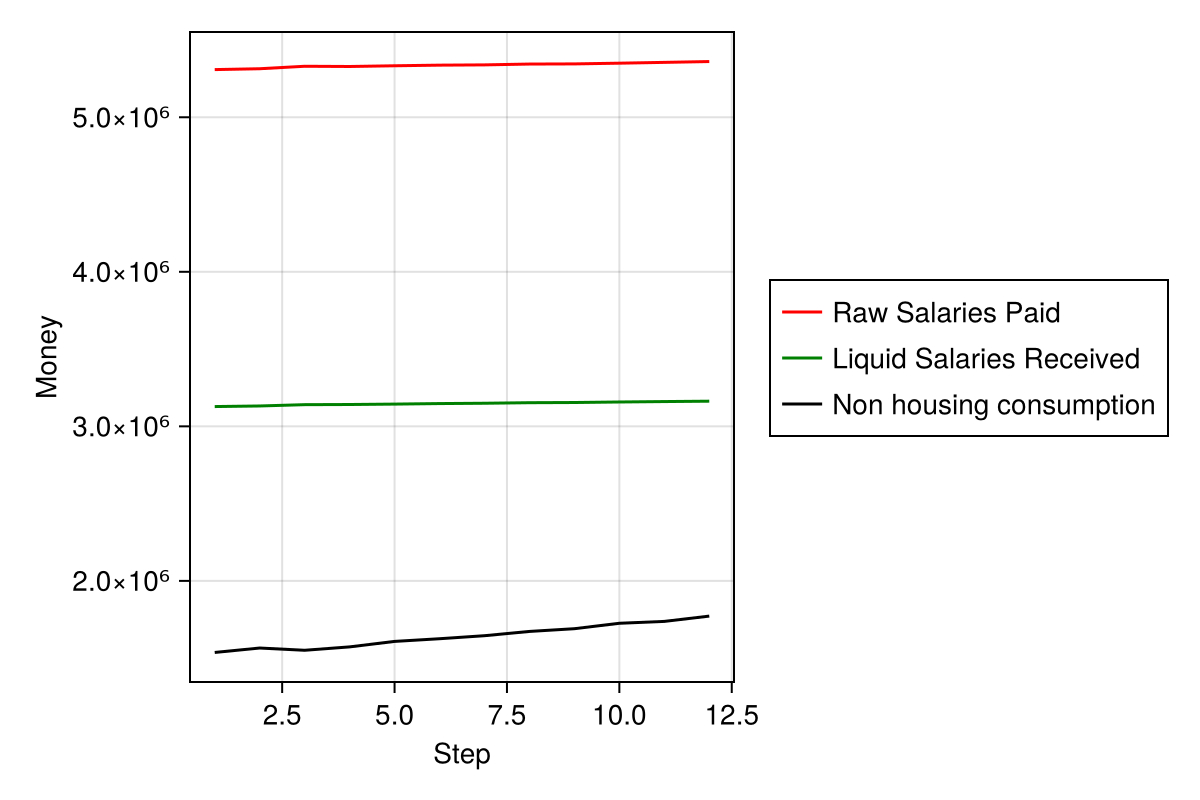 5.0×10⁶
4.0×10⁶
3.0×10⁶
2.0×10⁶
Money
2.5 5.0 7.5 10.0 12.5
Step
Raw Salaries Paid
Liquid Salaries Received
Non housing consumption